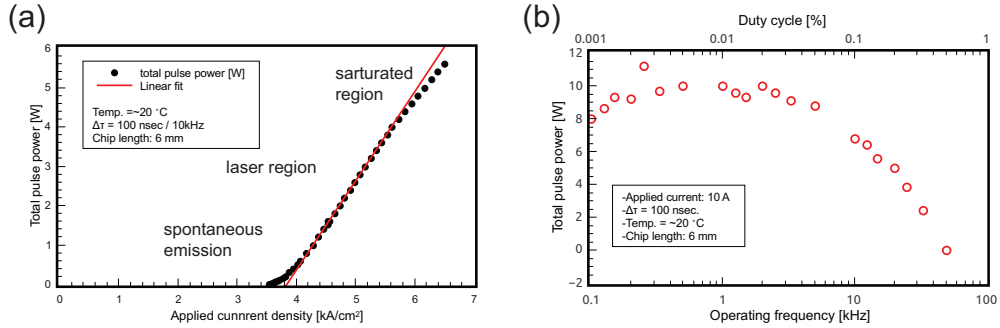 (a)
6
5
4
3
2
1
0
Total pulse power [W]
total pulse power [W]
Linear fit
Temp. =~20 °C
Δτ = 100 nsec / 10kHz
Chip length: 6 mm
sarturated
region
laser region
spontaneous
emission
0 1 2 3 4 5 6 7
Applied cunnrent density [kA/cm²]
(b)
Duty cycle [%]
0.001 0.01 0.1 1
12
10
8
6
4
2
0
−2
Total pulse power [W]
-Applied current: 10 A
-Δτ = 100 nsec.
-Temp. = ~20 °C
-Chip length: 6 mm
0.1 1 10 100
Operating frequency [kHz]